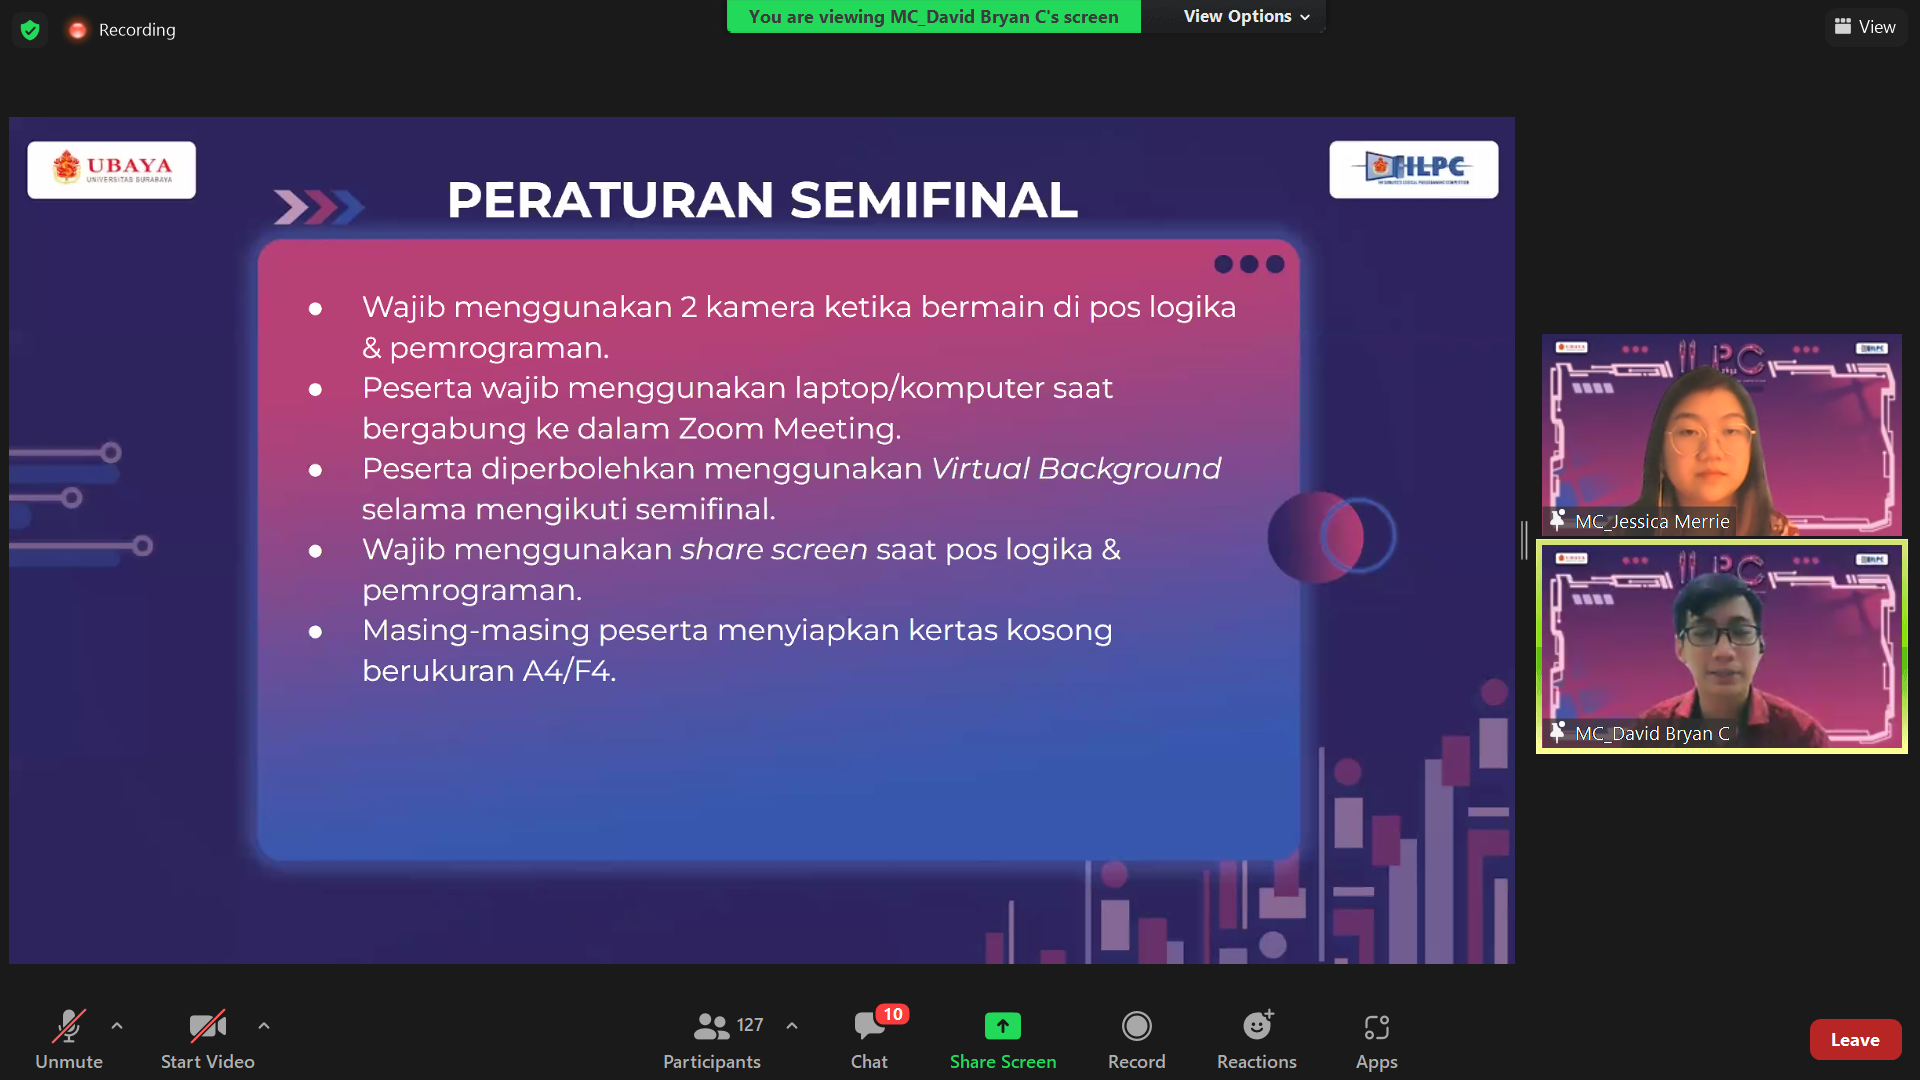 You are viewing MC_David Bryan C's screen
View Options
Recording
View
UBAYA
UNIVERSITAS SURABAYA
ILPC
PERATURAN SEMIFINAL
● Wajib menggunakan 2 kamera ketika bermain di pos logika
& pemrograman.
● Peserta wajib menggunakan laptop/komputer saat
bergabung ke dalam Zoom Meeting.
● Peserta diperbolehkan menggunakan Virtual Background
selama mengikuti semifinal.
● Wajib menggunakan share screen saat pos logika &
pemrograman.
● Masing-masing peserta menyiapkan kertas kosong
berukuran A4/F4.
ILPC
MC_Jessica Merrie
ILPC
MC_David Bryan C
Unmute
Start Video
127
Participants
10
Chat
Share Screen
Record
Reactions
Apps
Leave